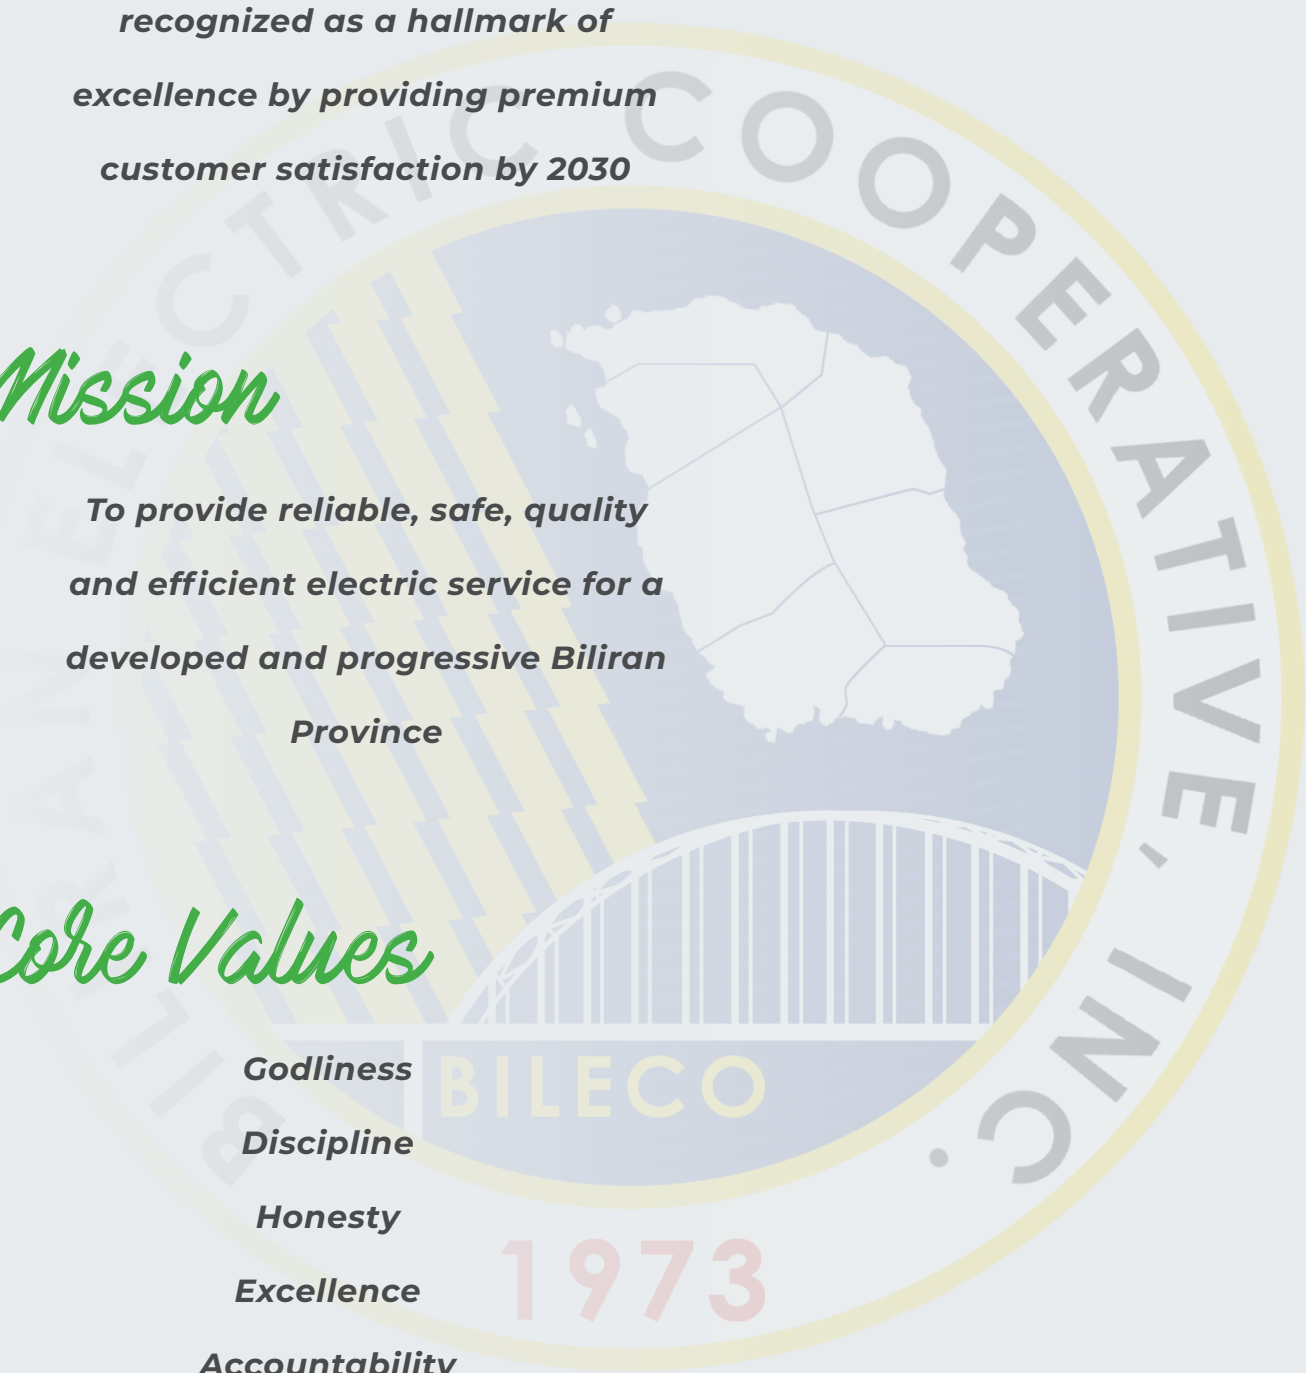 recognized as a hallmark of
excellence by providing premium
customer satisfaction by 2030
Mission
To provide reliable, safe, quality
and efficient electric service for a
developed and progressive Biliran
Province
Core Values
Godliness
Discipline
Honesty
Excellence
Accountability
BILIRAN ELECTRIC COOPERATIVE, INC.
BILECO
1973